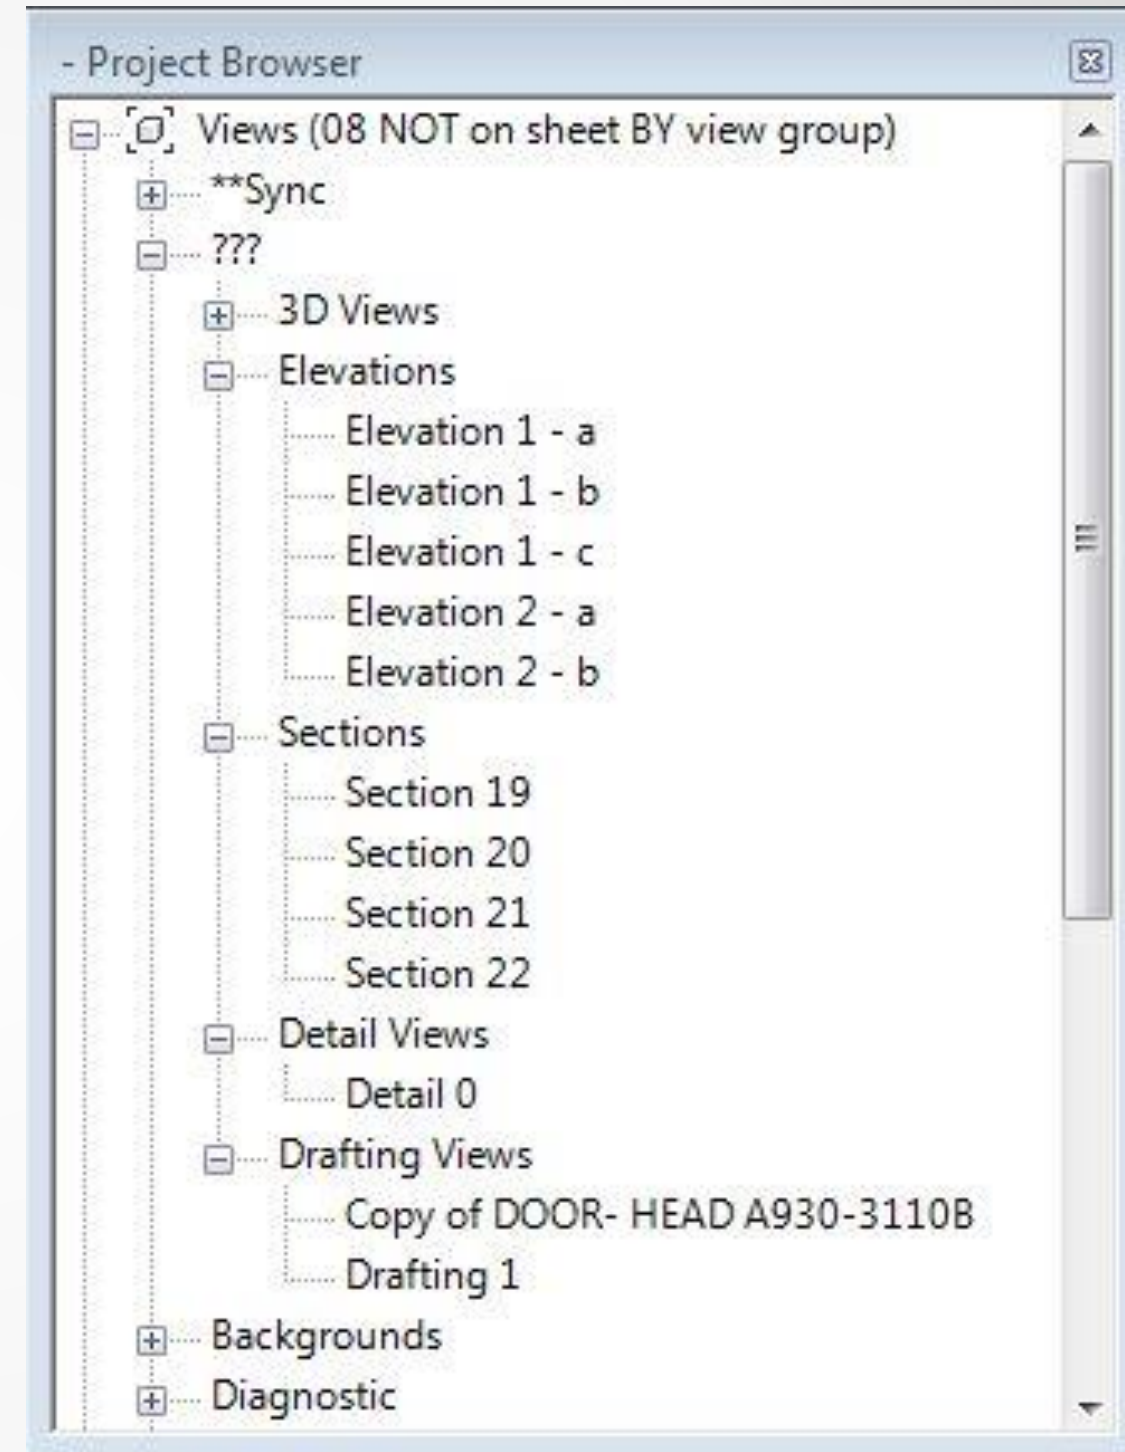 - Project Browser
Views (08 NOT on sheet BY view group)
**Sync
???
3D Views
Elevations
Elevation 1 - a
Elevation 1 - b
Elevation 1 - c
Elevation 2 - a
Elevation 2 - b
Sections
Section 19
Section 20
Section 21
Section 22
Detail Views
Detail 0
Drafting Views
Copy of DOOR- HEAD A930-3110B
Drafting 1
Backgrounds
Diagnostic